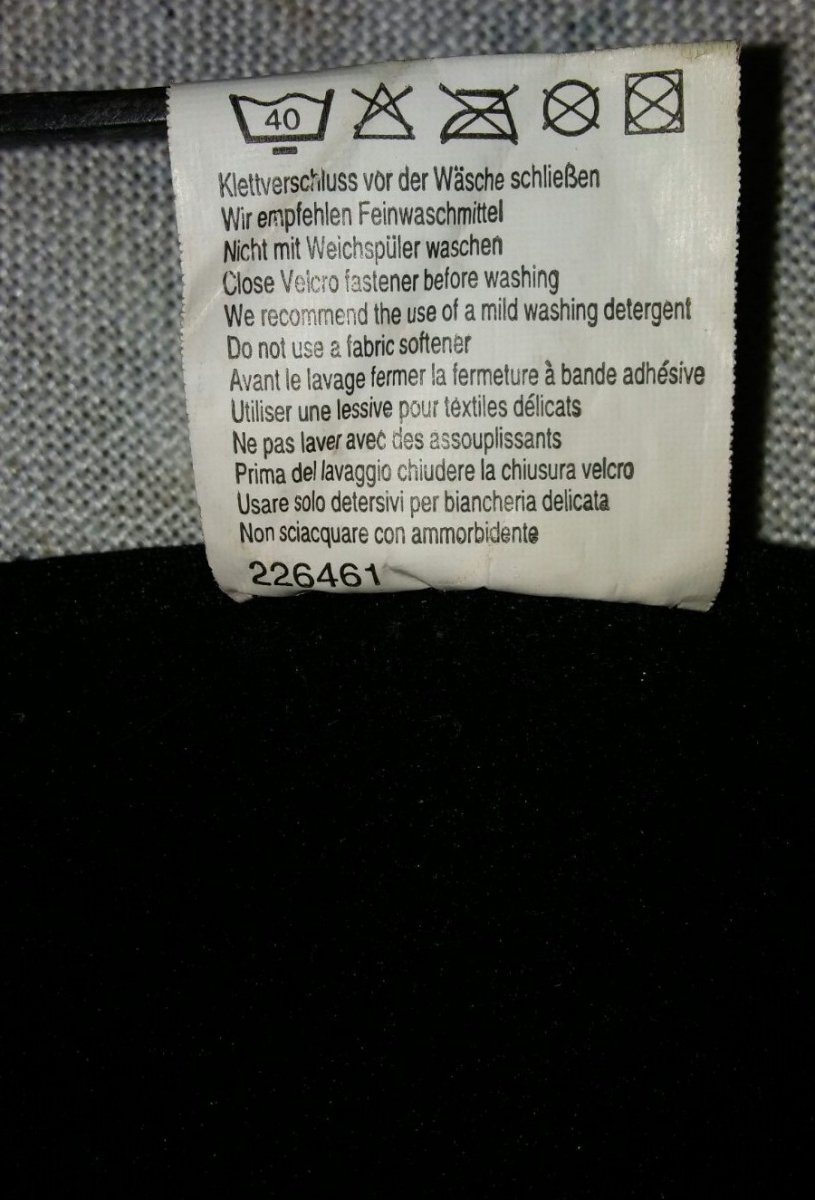 40
Klettverschluss vor der Wäsche schließen
Wir empfehlen Feinwaschmittel
Nicht mit Weichspüler waschen
Close Velcro fastener before washing
We recommend the use of a mild washing detergent
Do not use a fabric softener
Avant le lavage fermer la fermeture à bande adhésive
Utiliser une lessive pour textiles délicats
Ne pas laver avec des assouplissants
Prima del lavaggio chiudere la chiusura velcro
Usare solo detersivi per biancheria delicata
Non sciacquare con ammorbidente
226461